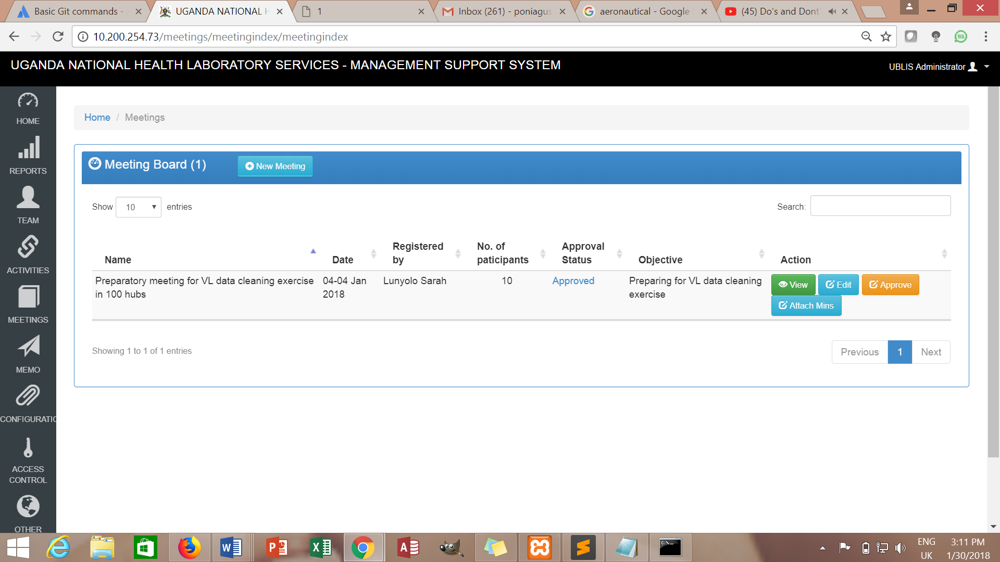 Basic Git commands -
UGANDA NATIONAL H
1
Inbox (261) - poniagus
aeronautical - Google
(45) Do's and Dont'
10.200.254.73/meetings/meetingindex/meetingindex
UGANDA NATIONAL HEALTH LABORATORY SERVICES - MANAGEMENT SUPPORT SYSTEM
UBLIS Administrator
HOME
REPORTS
TEAM
ACTIVITIES
MEETINGS
MEMO
CONFIGURATIO
ACCESS
CONTROL
OTHER
Home / Meetings
Meeting Board (1)
New Meeting
Show 10 entries
Search:
Name
Date
Registered
by
No. of
paticipants
Approval
Status
Objective
Action
Preparatory meeting for VL data cleaning exercise
in 100 hubs
04-04 Jan
2018
Lunyolo Sarah
10
Approved
Preparing for VL data cleaning
exercise
View
Edit
Approve
Attach Mins
Showing 1 to 1 of 1 entries
Previous 1 Next
ENG
UK
3:11 PM
1/30/2018